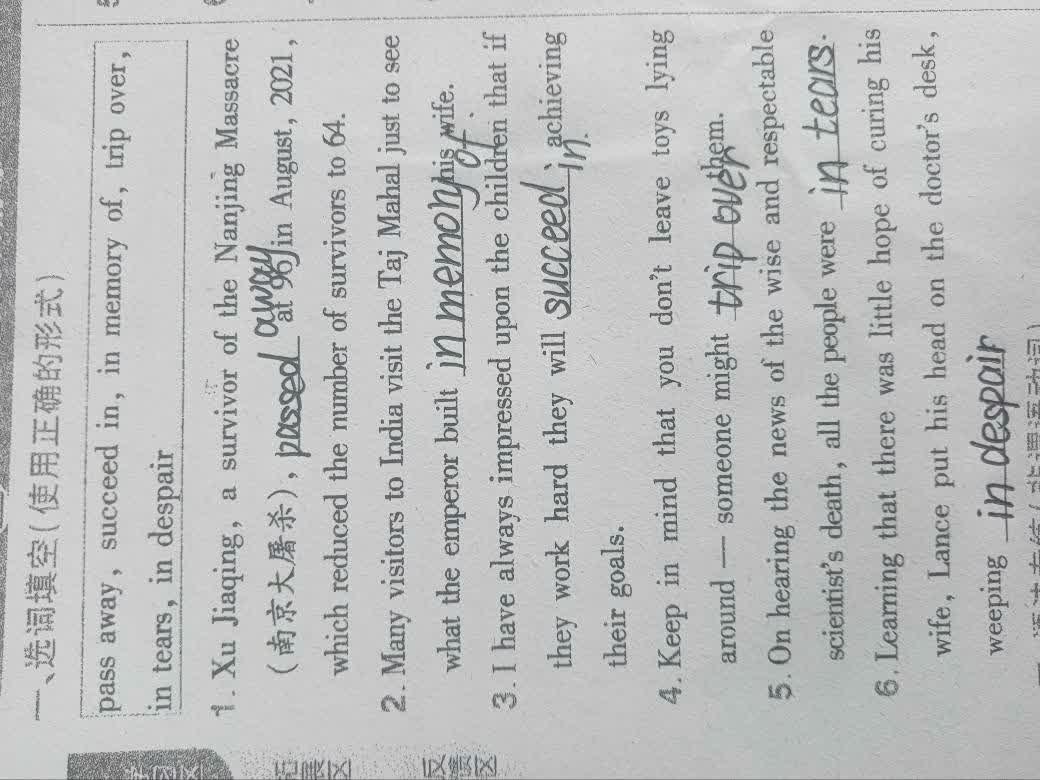 一、选词填空(使用正确的形式)
pass away, succeed in, in memory of, trip over,
in tears, in despair
1. Xu Jiaqing, a survivor of the Nanjing Massacre
(南京大屠杀), passed away at 96 in August, 2021,
which reduced the number of survivors to 64.
2. Many visitors to India visit the Taj Mahal just to see
what the emperor built in memory of his wife.
3. I have always impressed upon the children that if
they work hard they will succeed in achieving
their goals.
4. Keep in mind that you don't leave toys lying
around — someone might trip over them.
5. On hearing the news of the wise and respectable
scientist's death, all the people were in tears.
6. Learning that there was little hope of curing his
wife, Lance put his head on the doctor's desk,
weeping in despair